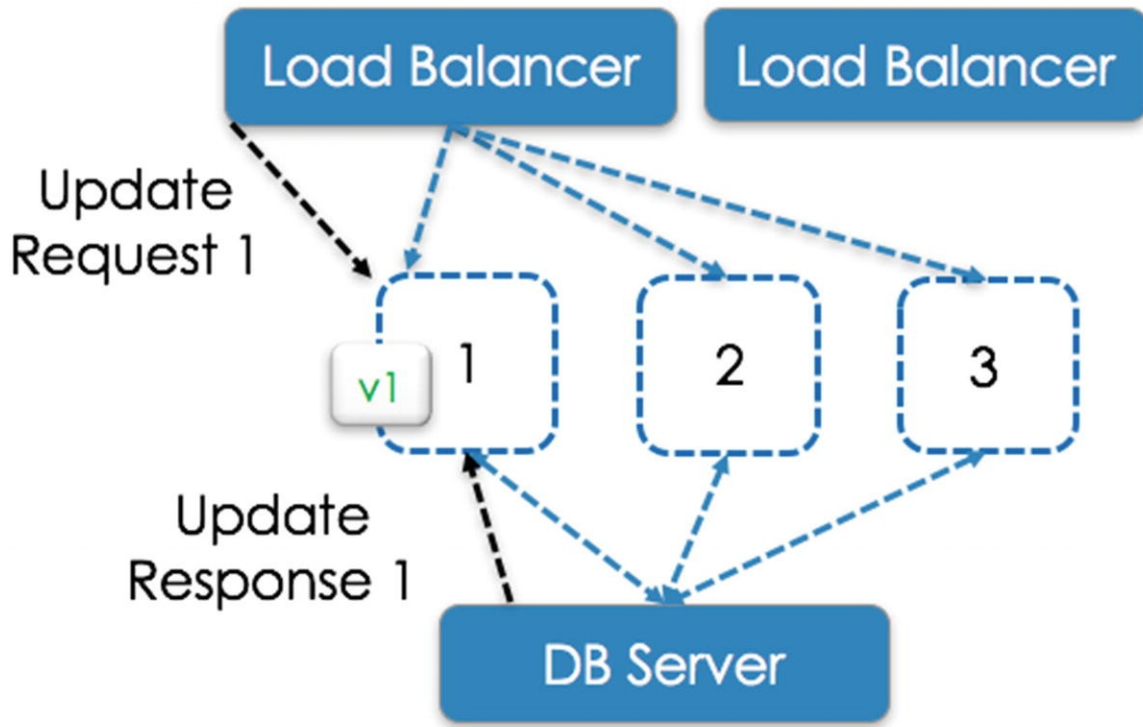 Load Balancer
Load Balancer
Update
Request 1
1
2
3
v1
Update
Response 1
DB Server